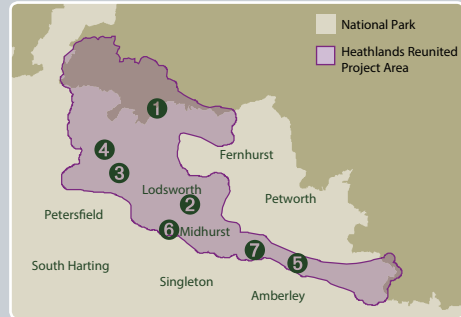 National Park
Heathlands Reunited
Project Area
1
4
Fernhurst
3
Lodsworth
Petworth
2
Petersfield
6
Midhurst
7
5
South Harting
Singleton
Amberley